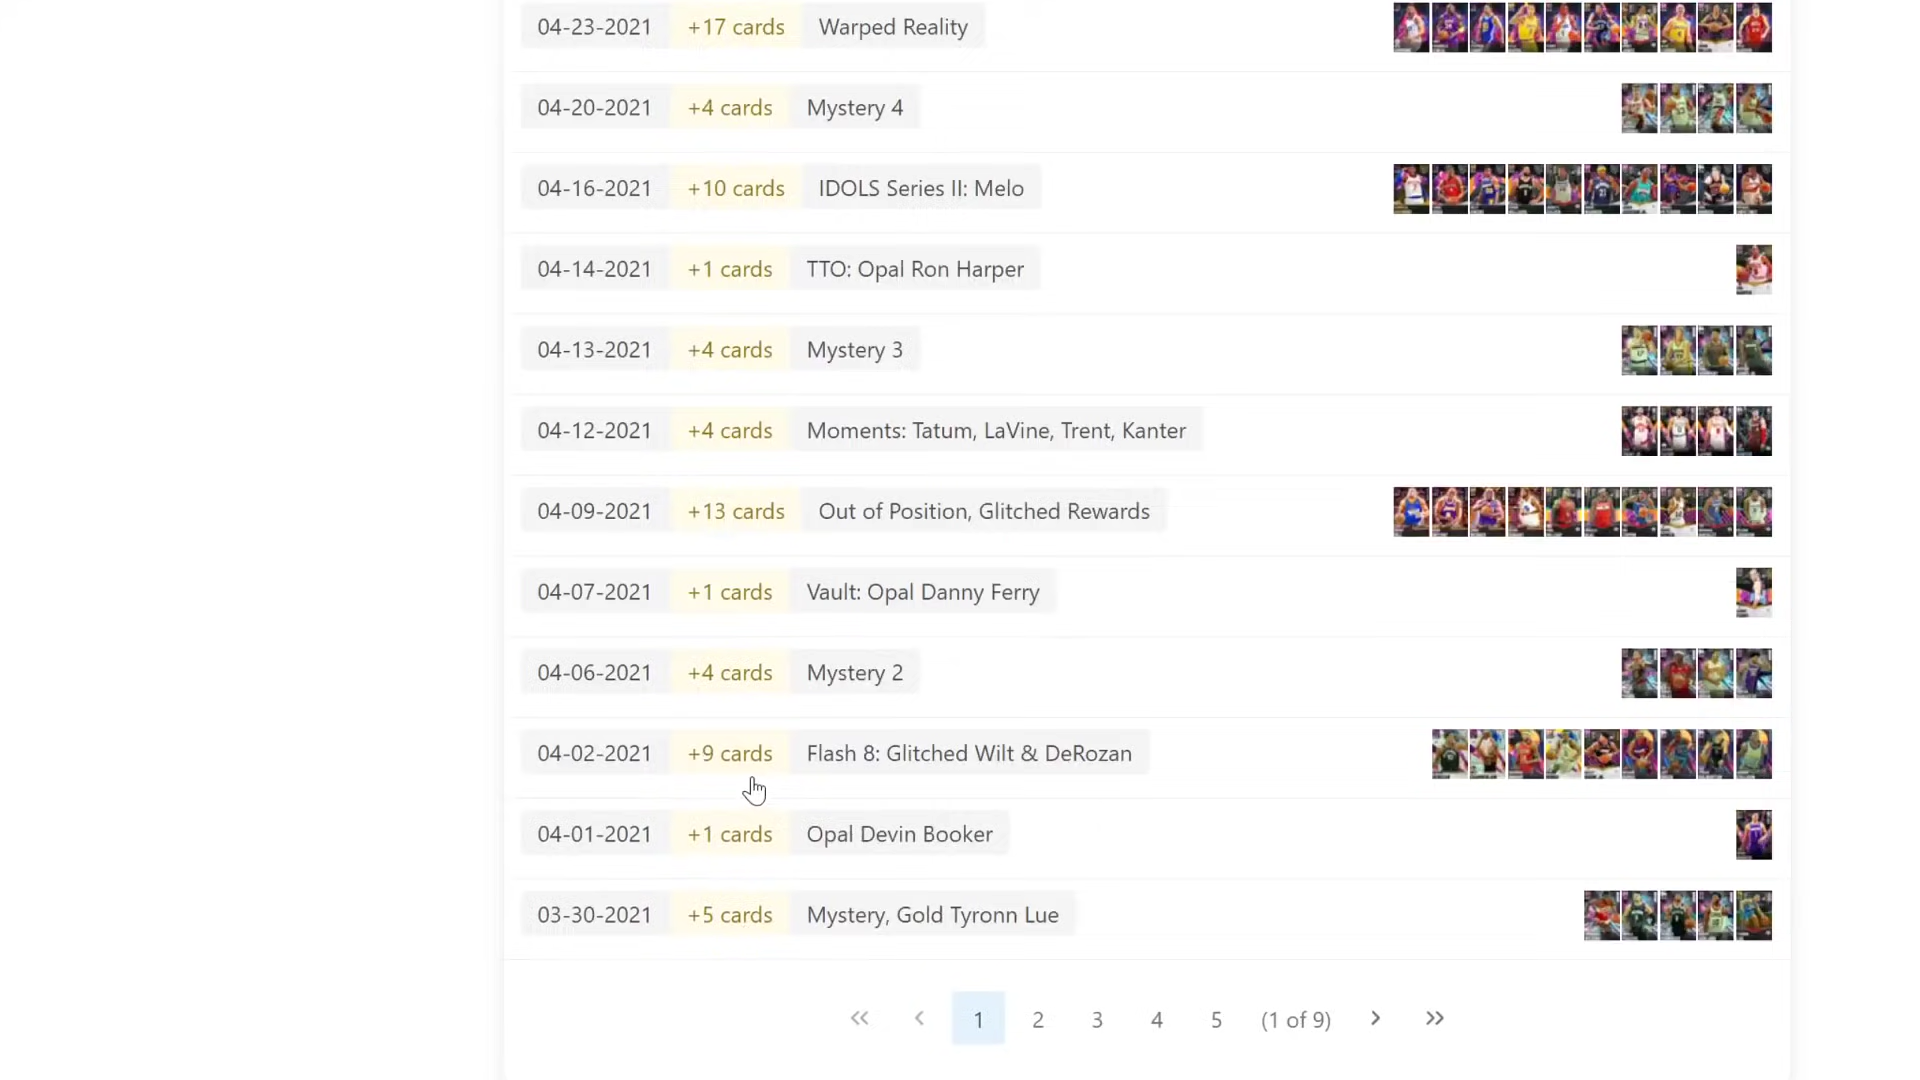 04-23-2021 +17 cards Warped Reality
04-20-2021 +4 cards Mystery 4
04-16-2021 +10 cards IDOLS Series II: Melo
04-14-2021 +1 cards TTO: Opal Ron Harper
04-13-2021 +4 cards Mystery 3
04-12-2021 +4 cards Moments: Tatum, LaVine, Trent, Kanter
04-09-2021 +13 cards Out of Position, Glitched Rewards
04-07-2021 +1 cards Vault: Opal Danny Ferry
04-06-2021 +4 cards Mystery 2
04-02-2021 +9 cards Flash 8: Glitched Wilt & DeRozan
04-01-2021 +1 cards Opal Devin Booker
03-30-2021 +5 cards Mystery, Gold Tyronn Lue
« ‹ 1 2 3 4 5 (1 of 9) › »